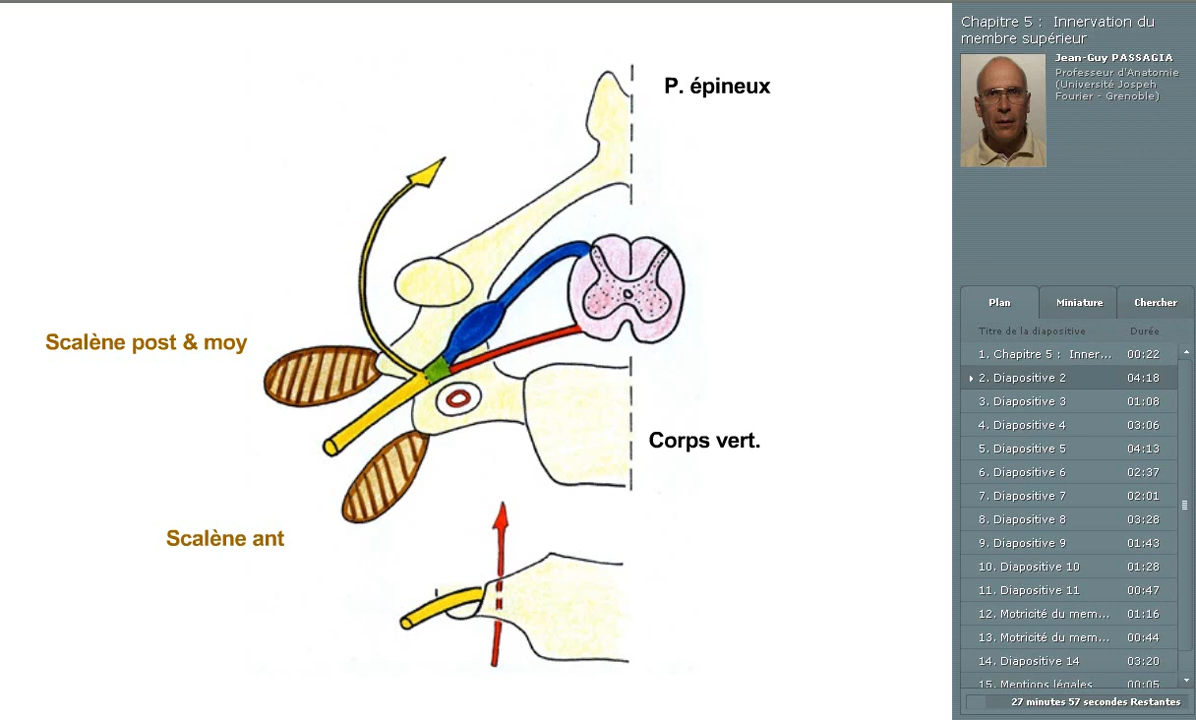 P. épineux
Scalène post & moy
Corps vert.
Scalène ant
Chapitre 5 : Innervation du
membre supérieur
Jean-Guy PASSAGIA
Professeur d'Anatomie
(Université Jospeh
Fourier - Grenoble)
Plan Miniature Chercher
Titre de la diapositive Durée
1. Chapitre 5 : Inner... 00:22
2. Diapositive 2 04:18
3. Diapositive 3 01:08
4. Diapositive 4 03:06
5. Diapositive 5 04:13
6. Diapositive 6 02:37
7. Diapositive 7 02:01
8. Diapositive 8 03:28
9. Diapositive 9 01:43
10. Diapositive 10 01:28
11. Diapositive 11 00:47
12. Motricité du mem... 01:16
13. Motricité du mem... 00:44
14. Diapositive 14 03:20
15. Mentions légales 00:05
27 minutes 57 secondes Restantes